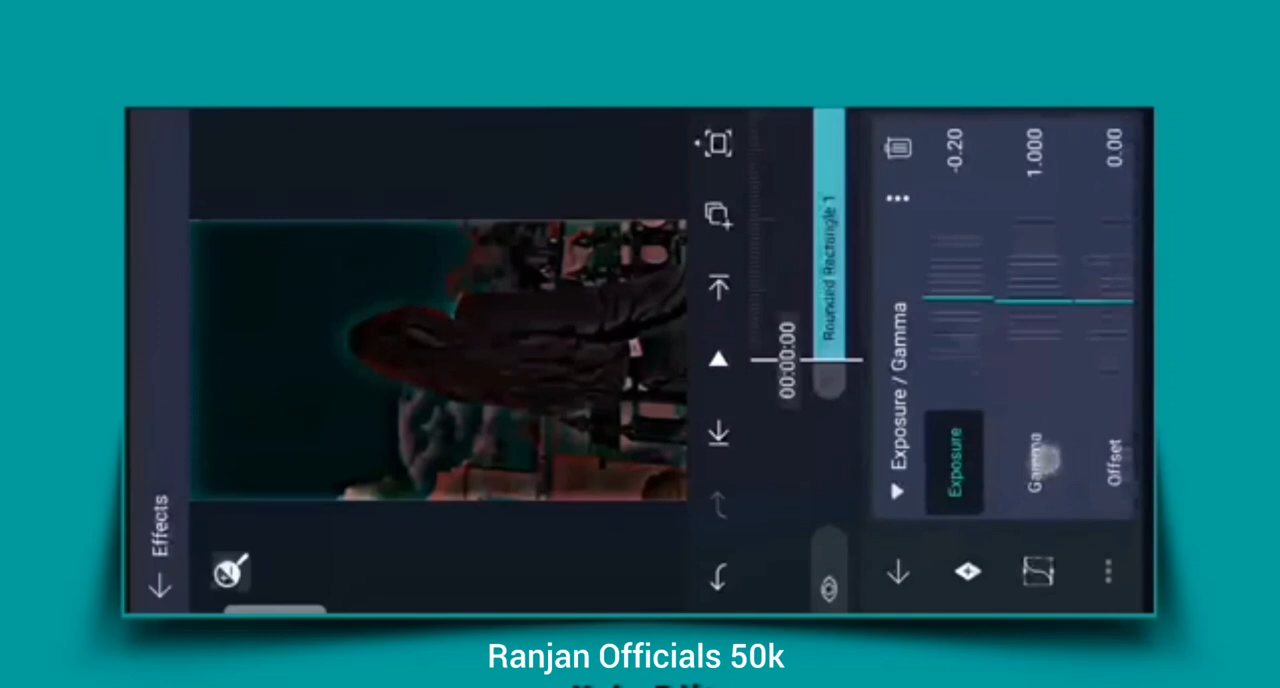 Effects
00:00:00
Rounded Rectangle 1
Exposure / Gamma
Exposure -0.20
Gamma 1.000
Offset 0.00
Ranjan Officials 50k